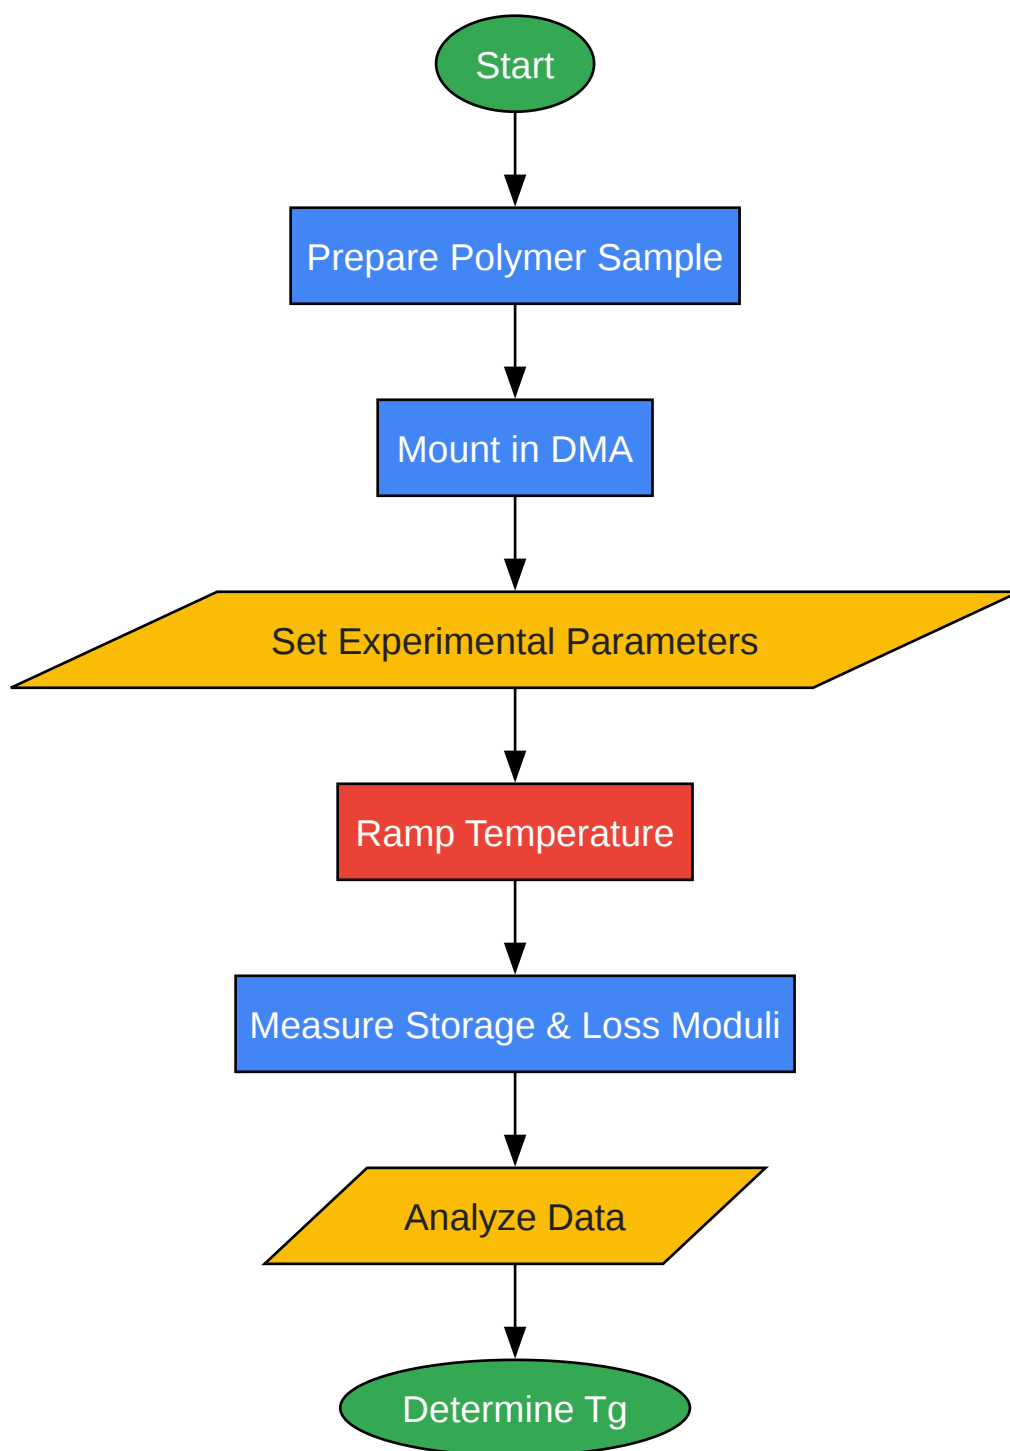 Start
Prepare Polymer Sample
Mount in DMA
Set Experimental Parameters
Ramp Temperature
Measure Storage & Loss Moduli
Analyze Data
Determine Tg